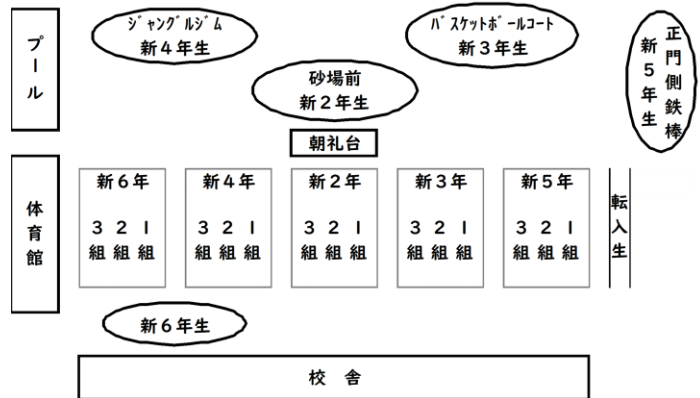 プール
ジャングルジム
新4年生
バスケットボールコート
新3年生
正門側鉄棒
新5年生
砂場前
新2年生
朝礼台
体育館
新6年
3組 2組 1組
新4年
3組 2組 1組
新2年
3組 2組 1組
新3年
3組 2組 1組
新5年
3組 2組 1組
転入生
新6年生
校 舎